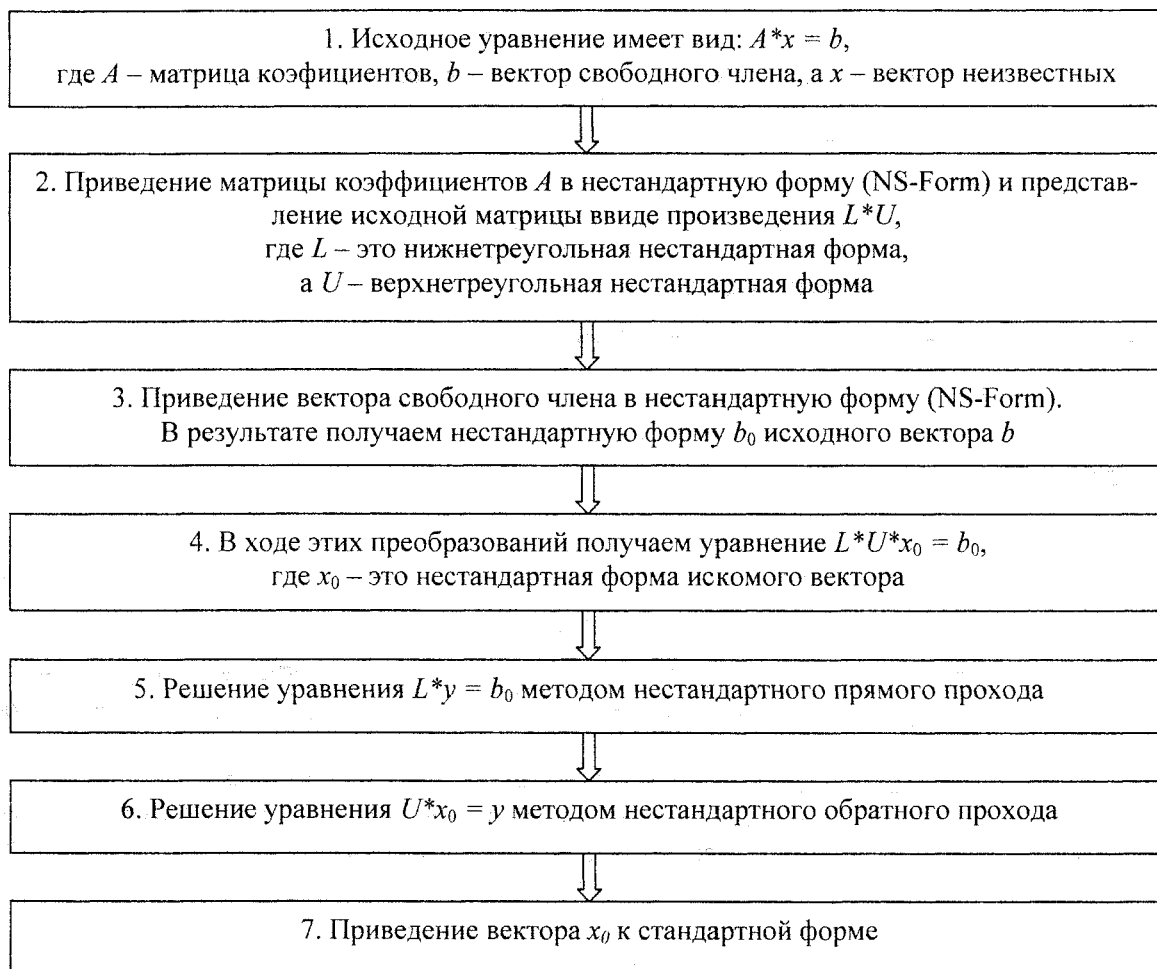 1. Исходное уравнение имеет вид: A*x = b,
где A – матрица коэфициентов, b – вектор свободного члена, а x – вектор неизвестных
2. Приведение матрицы коэффициентов A в нестандартную форму (NS-Form) и представ-
ление исходной матрицы ввиде произведения L*U,
где L – это нижнетреугольная нестандартная форма,
а U – верхнетреугольная нестандартная форма
3. Приведение вектора свободного члена в нестандартную форму (NS-Form).
В результате получаем нестандартную форму b₀ исходного вектора b
4. В ходе этих преобразований получаем уравнение L*U*x₀ = b₀,
где x₀ – это нестандартная форма искомого вектора
5. Решение уравнения L*y = b₀ методом нестандартного прямого прохода
6. Решение уравнения U*x₀ = y методом нестандартного обратного прохода
7. Приведение вектора x₀ к стандартной форме